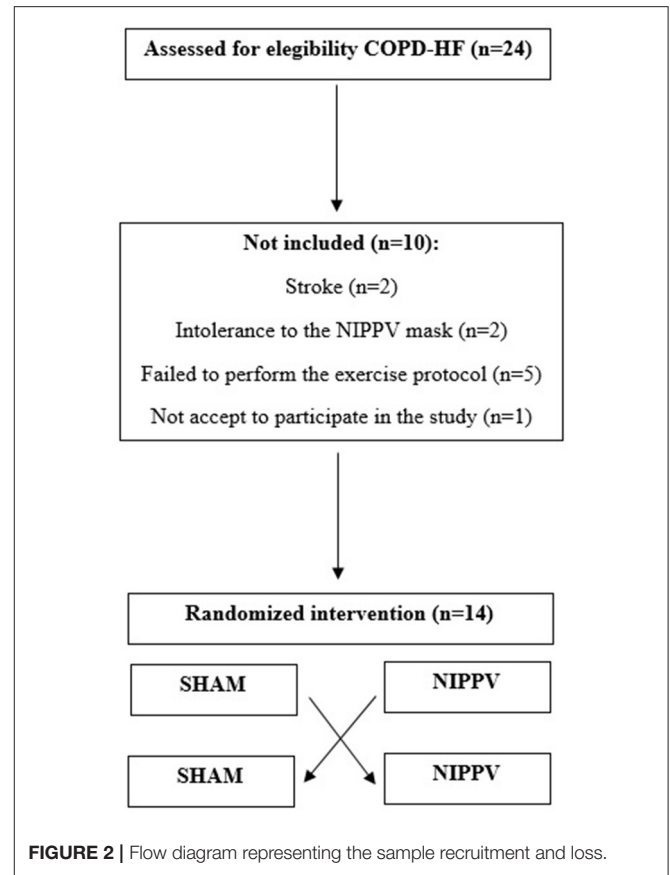 Assessed for elegibility COPD-HF (n=24)
Not included (n=10):
Stroke (n=2)
Intolerance to the NIPPV mask (n=2)
Failed to perform the exercise protocol (n=5)
Not accept to participate in the study (n=1)
Randomized intervention (n=14)
SHAM NIPPV
SHAM NIPPV
FIGURE 2 | Flow diagram representing the sample recruitment and loss.